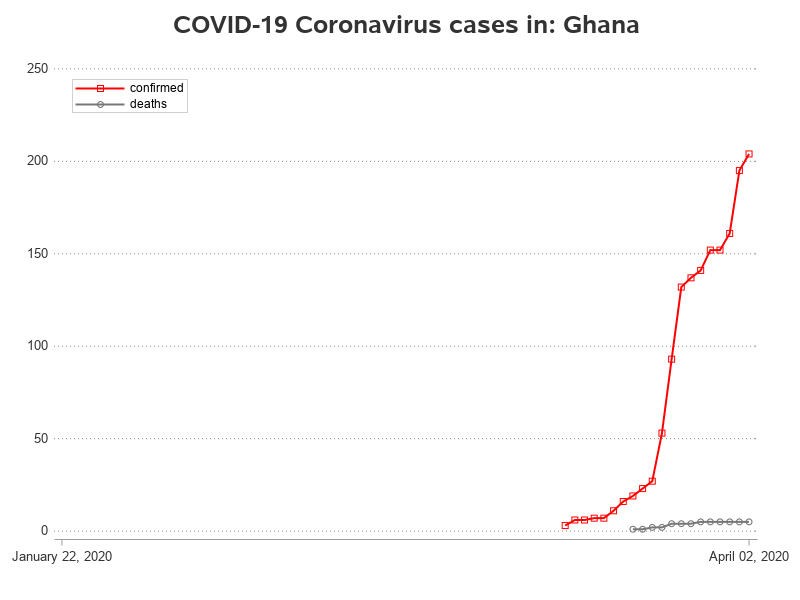 COVID-19 Coronavirus cases in: Ghana
250
confirmed
deaths
200
150
100
50
0
January 22, 2020
April 02, 2020